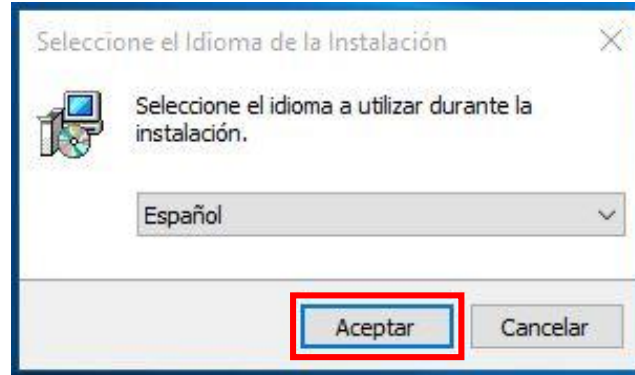 Seleccione el Idioma de la Instalación
Seleccione el idioma a utilizar durante la
instalación.
Español
Aceptar
Cancelar